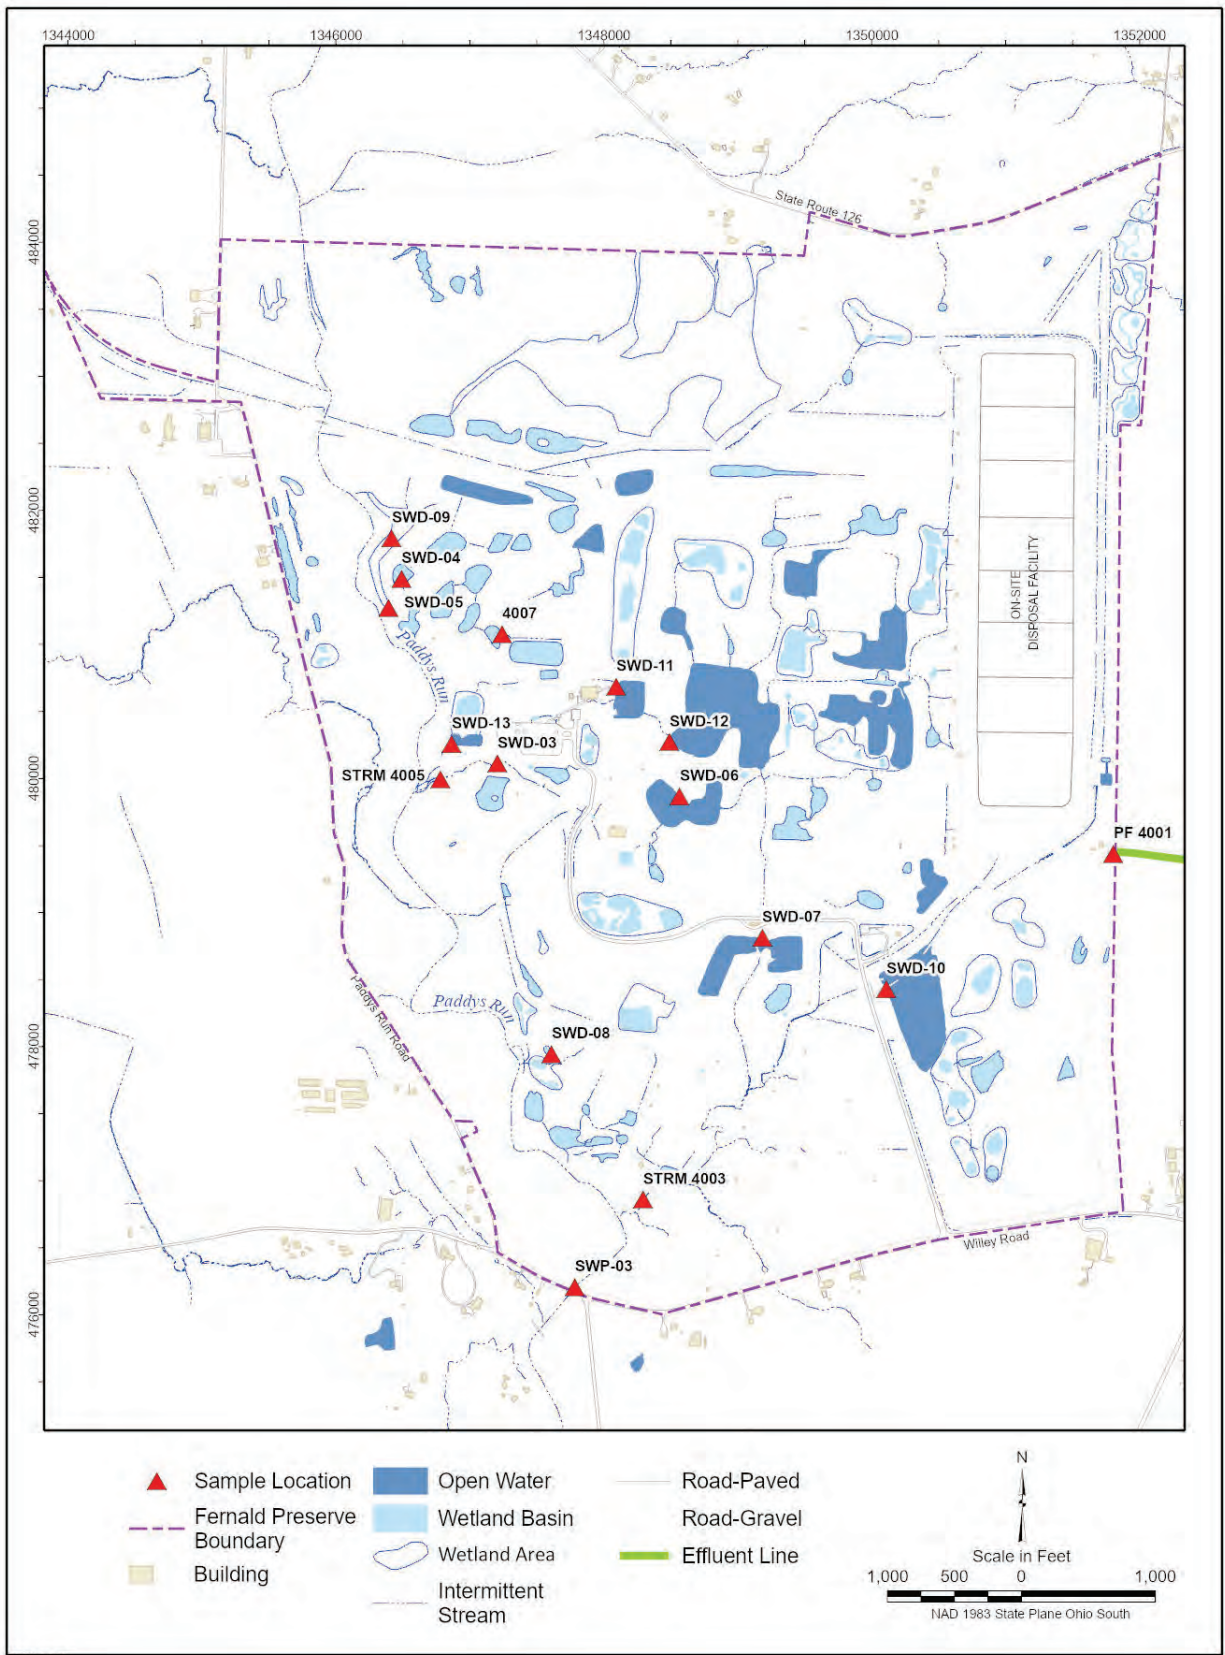 1344000
1346000
1348000
1350000
1352000
484000
482000
480000
478000
476000
State Route 126
ON-SITE
DISPOSAL FACILITY
SWD-09
SWD-04
SWD-05
4007
Paddys Run
SWD-11
SWD-13
SWD-03
SWD-12
STRM 4005
SWD-06
PF 4001
SWD-07
SWD-10
Paddys Run
Paddys Run Road
SWD-08
STRM 4003
Willey Road
SWP-03
Sample Location
Fernald Preserve
Boundary
Building
Open Water
Wetland Basin
Wetland Area
Intermittent
Stream
Road-Paved
Road-Gravel
Effluent Line
N
Scale in Feet
1,000 500 0 1,000
NAD 1983 State Plane Ohio South